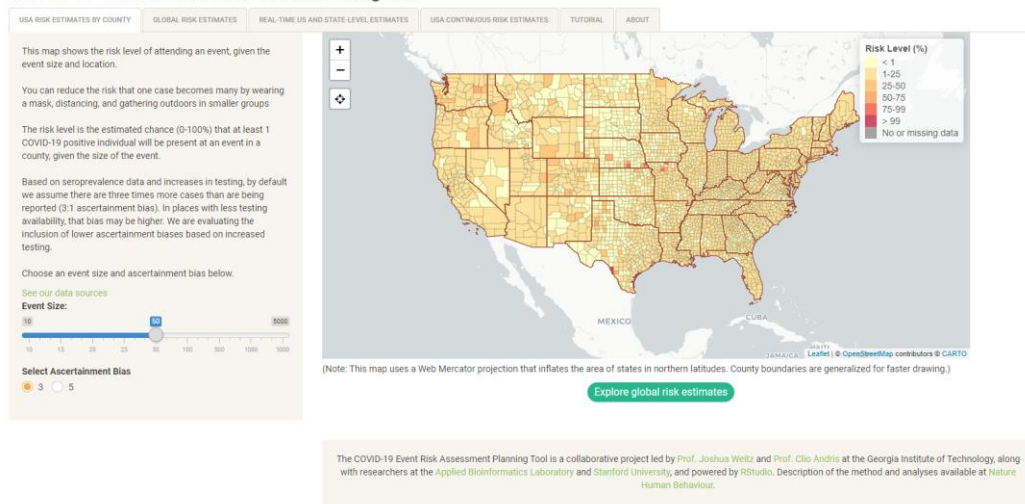 USA RISK ESTIMATES BY COUNTY
GLOBAL RISK ESTIMATES
REAL-TIME US AND STATE-LEVEL ESTIMATES
USA CONTINUOUS RISK ESTIMATES
TUTORIAL
ABOUT
This map shows the risk level of attending an event, given the
event size and location.
You can reduce the risk that one case becomes many by wearing
a mask, distancing, and gathering outdoors in smaller groups
The risk level is the estimated chance (0-100%) that at least 1
COVID-19 positive individual will be present at an event in a
county, given the size of the event.
Based on seroprevalence data and increases in testing, by default
we assume there are three times more cases than are being
reported (3:1 ascertainment bias). In places with less testing
availability, that bias may be higher. We are evaluating the
inclusion of lower ascertainment biases based on increased
testing.
Choose an event size and ascertainment bias below.
See our data sources
Event Size:
10 50 5000
10 15 20 25 50 100 500 1000 5000
Select Ascertainment Bias
3 5
+
−
Risk Level (%)
< 1
1-25
25-50
50-75
75-99
> 99
No or missing data
MEXICO
CUBA
HAITI
JAMAICA
Leaflet | © OpenStreetMap contributors © CARTO
(Note: This map uses a Web Mercator projection that inflates the area of states in northern latitudes. County boundaries are generalized for faster drawing.)
Explore global risk estimates
The COVID-19 Event Risk Assessment Planning Tool is a collaborative project led by Prof. Joshua Weitz and Prof. Clio Andris at the Georgia Institute of Technology, along
with researchers at the Applied Bioinformatics Laboratory and Stanford University, and powered by RStudio. Description of the method and analyses available at Nature
Human Behaviour.